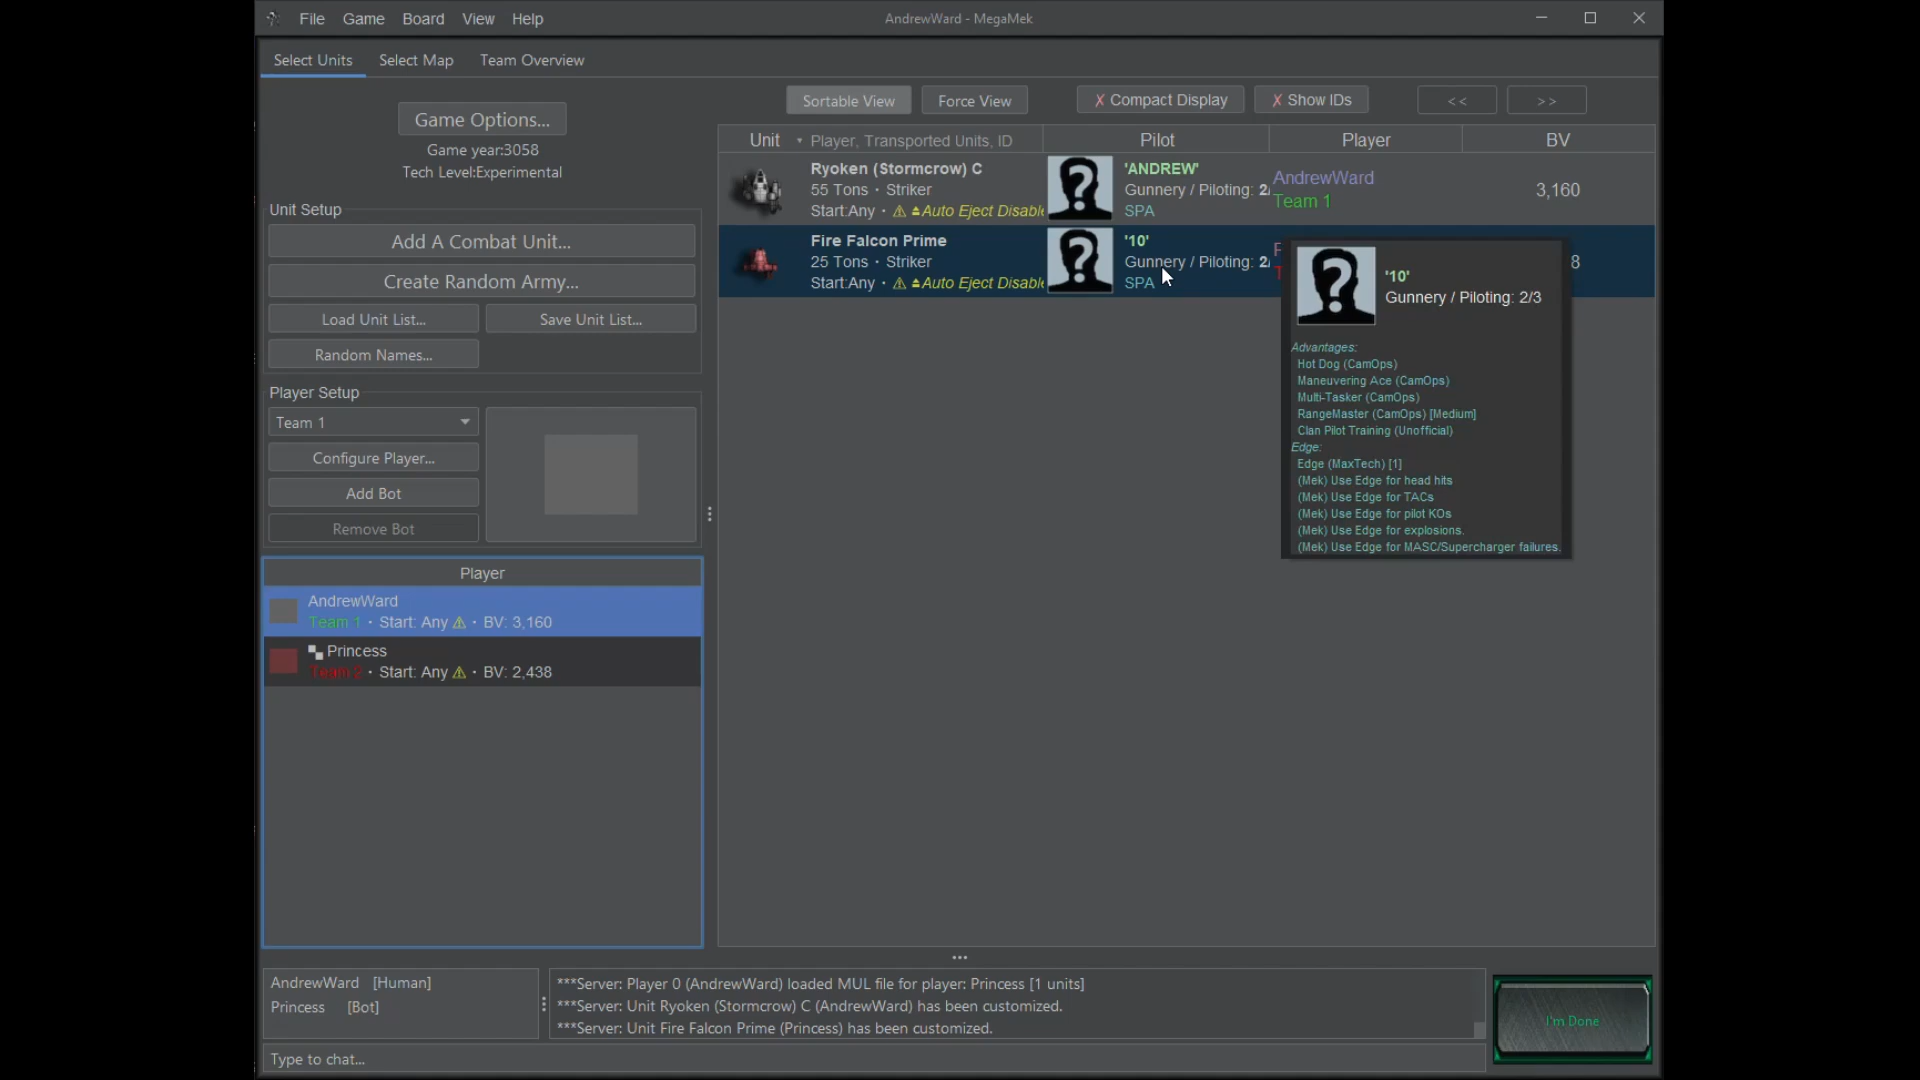 File Game Board View Help
AndrewWard - MegaMek
Select Units Select Map Team Overview
Game Options...
Game year:3058
Tech Level:Experimental
Unit Setup
Add A Combat Unit...
Create Random Army...
Load Unit List...
Save Unit List...
Random Names...
Player Setup
Team 1
Configure Player...
Add Bot
Remove Bot
Player
AndrewWard
Team 1 · Start: Any ⚠ · BV: 3,160
Princess
Team 2 · Start: Any ⚠ · BV: 2,438
Sortable View Force View ✗ Compact Display ✗ Show IDs << >>
Unit Player, Transported Units, ID Pilot Player BV
Ryoken (Stormcrow) C
55 Tons · Striker
Start:Any · ⚠ ⏏Auto Eject Disable
'ANDREW'
Gunnery / Piloting: 2/
SPA
AndrewWard
Team 1
3,160
Fire Falcon Prime
25 Tons · Striker
Start:Any · ⚠ ⏏Auto Eject Disable
'10'
Gunnery / Piloting: 2/
SPA
8
'10'
Gunnery / Piloting: 2/3
Advantages:
Hot Dog (CamOps)
Maneuvering Ace (CamOps)
Multi-Tasker (CamOps)
RangeMaster (CamOps) [Medium]
Clan Pilot Training (Unofficial)
Edge:
Edge (MaxTech) [1]
(Mek) Use Edge for head hits
(Mek) Use Edge for TACs
(Mek) Use Edge for pilot KOs
(Mek) Use Edge for explosions.
(Mek) Use Edge for MASC/Supercharger failures.
AndrewWard [Human]
Princess [Bot]
***Server: Player 0 (AndrewWard) loaded MUL file for player: Princess [1 units]
***Server: Unit Ryoken (Stormcrow) C (AndrewWard) has been customized.
***Server: Unit Fire Falcon Prime (Princess) has been customized.
Type to chat...
I'm Done